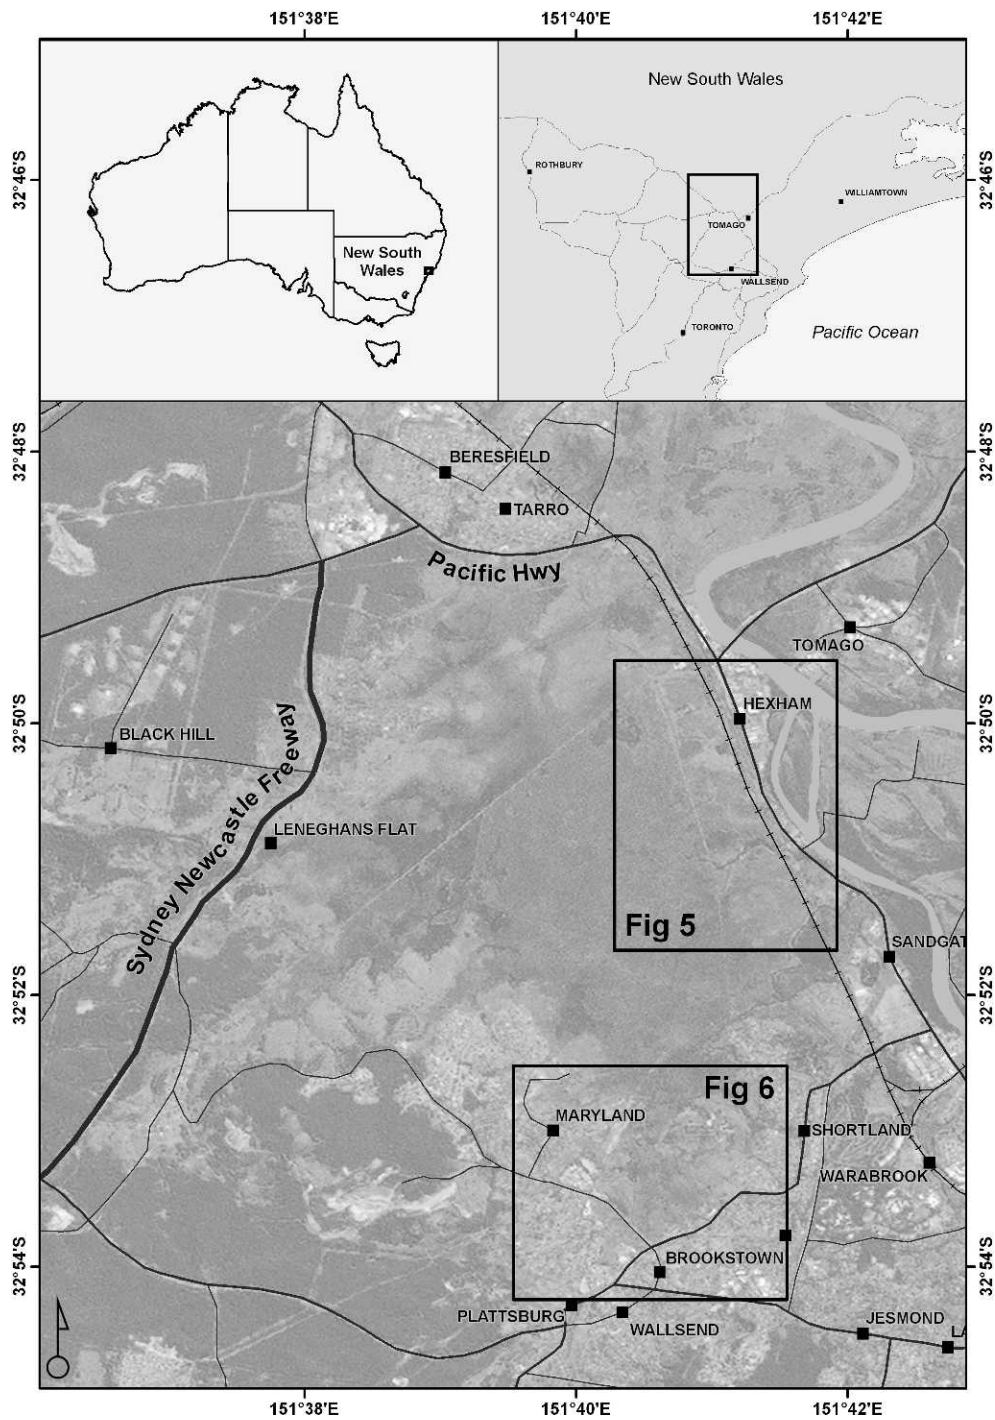 151°38'E
151°40'E
151°42'E
32°46'S
32°46'S
New South
Wales
New South Wales
ROTHBURY
WILLIAMTOWN
TOMAGO
WALLSEND
TORONTO
Pacific Ocean
32°48'S
32°48'S
BERESFIELD
TARRO
Pacific Hwy
TOMAGO
HEXHAM
32°50'S
32°50'S
BLACK HILL
Sydney Newcastle Freeway
LENEGHANS FLAT
Fig 5
SANDGAT
32°52'S
32°52'S
Fig 6
MARYLAND
SHORTLAND
WARABROOK
32°54'S
32°54'S
BROOKSTOWN
PLATTSBURG
WALLSEND
JESMOND
LA
151°38'E
151°40'E
151°42'E